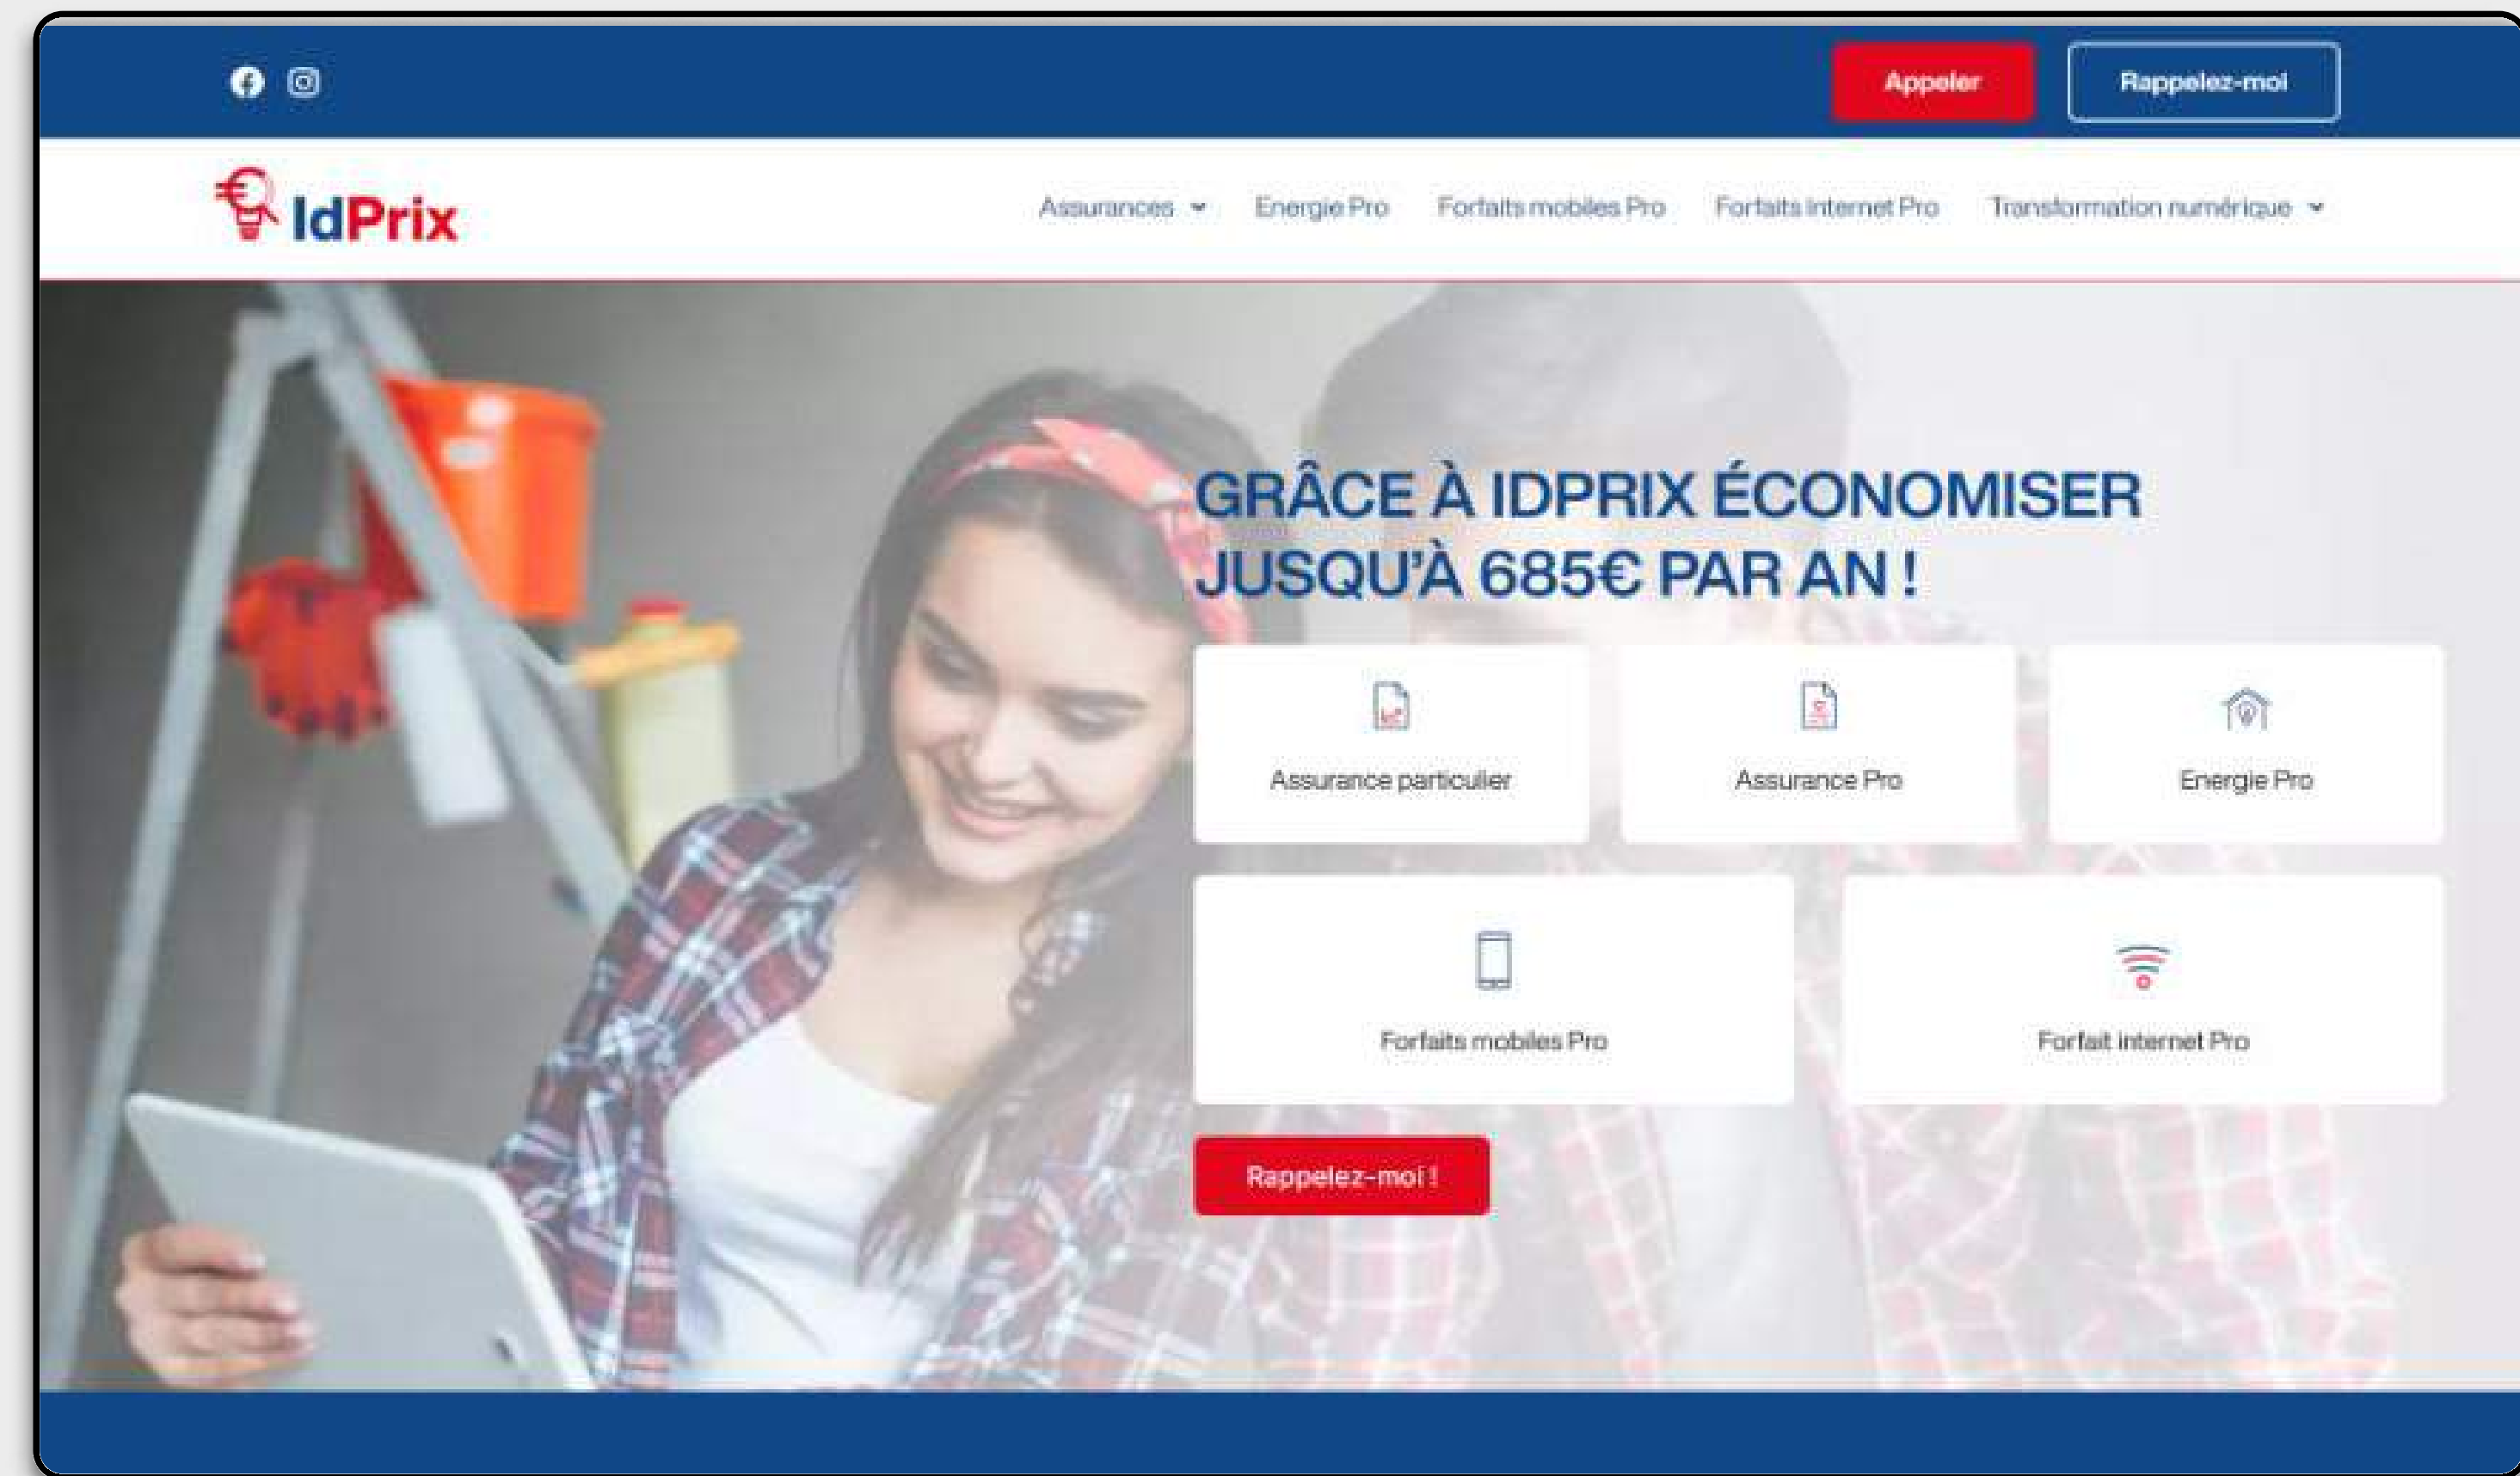 Appeler
Rappelez-moi
IdPrix
Assurances
Energie Pro
Forfaits mobiles Pro
Forfaits internet Pro
Transformation numérique
GRÂCE À IDPRIX ÉCONOMISER
JUSQU'À 685€ PAR AN !
Assurance particulier
Assurance Pro
Energie Pro
Forfaits mobiles Pro
Forfait internet Pro
Rappelez-moi !